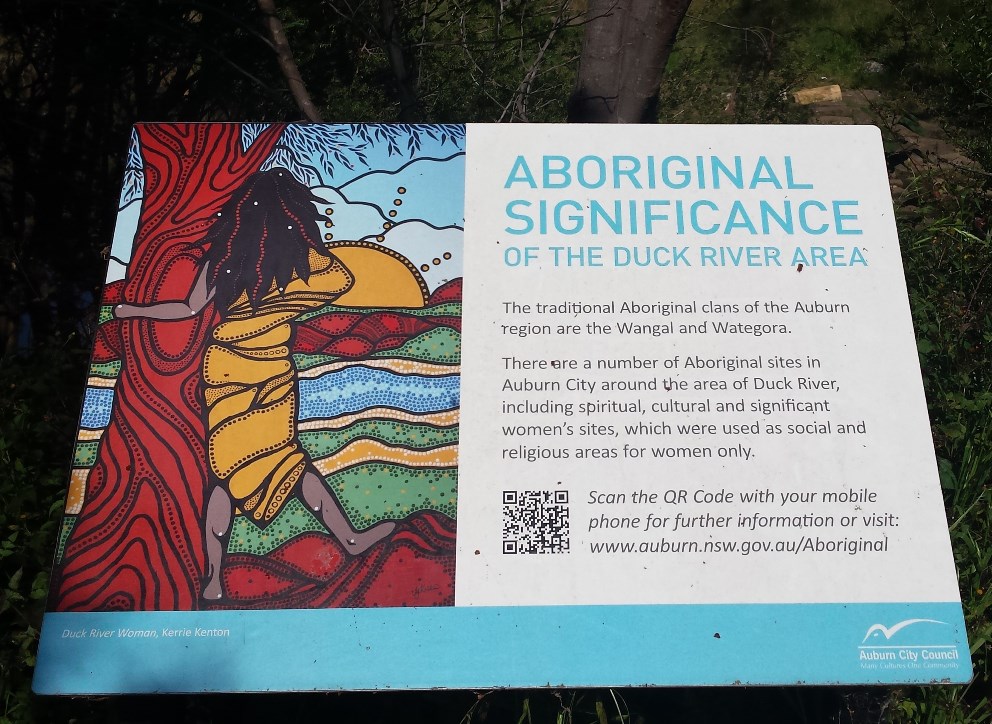 ABORIGINAL
SIGNIFICANCE
OF THE DUCK RIVER AREA
The traditional Aboriginal clans of the Auburn
region are the Wangal and Wategora.
There are a number of Aboriginal sites in
Auburn City around the area of Duck River,
including spiritual, cultural and significant
women's sites, which were used as social and
religious areas for women only.
Scan the QR Code with your mobile
phone for further information or visit:
www.auburn.nsw.gov.au/Aboriginal
Duck River Woman, Kerrie Kenton
Auburn City Council
Many Cultures One Community